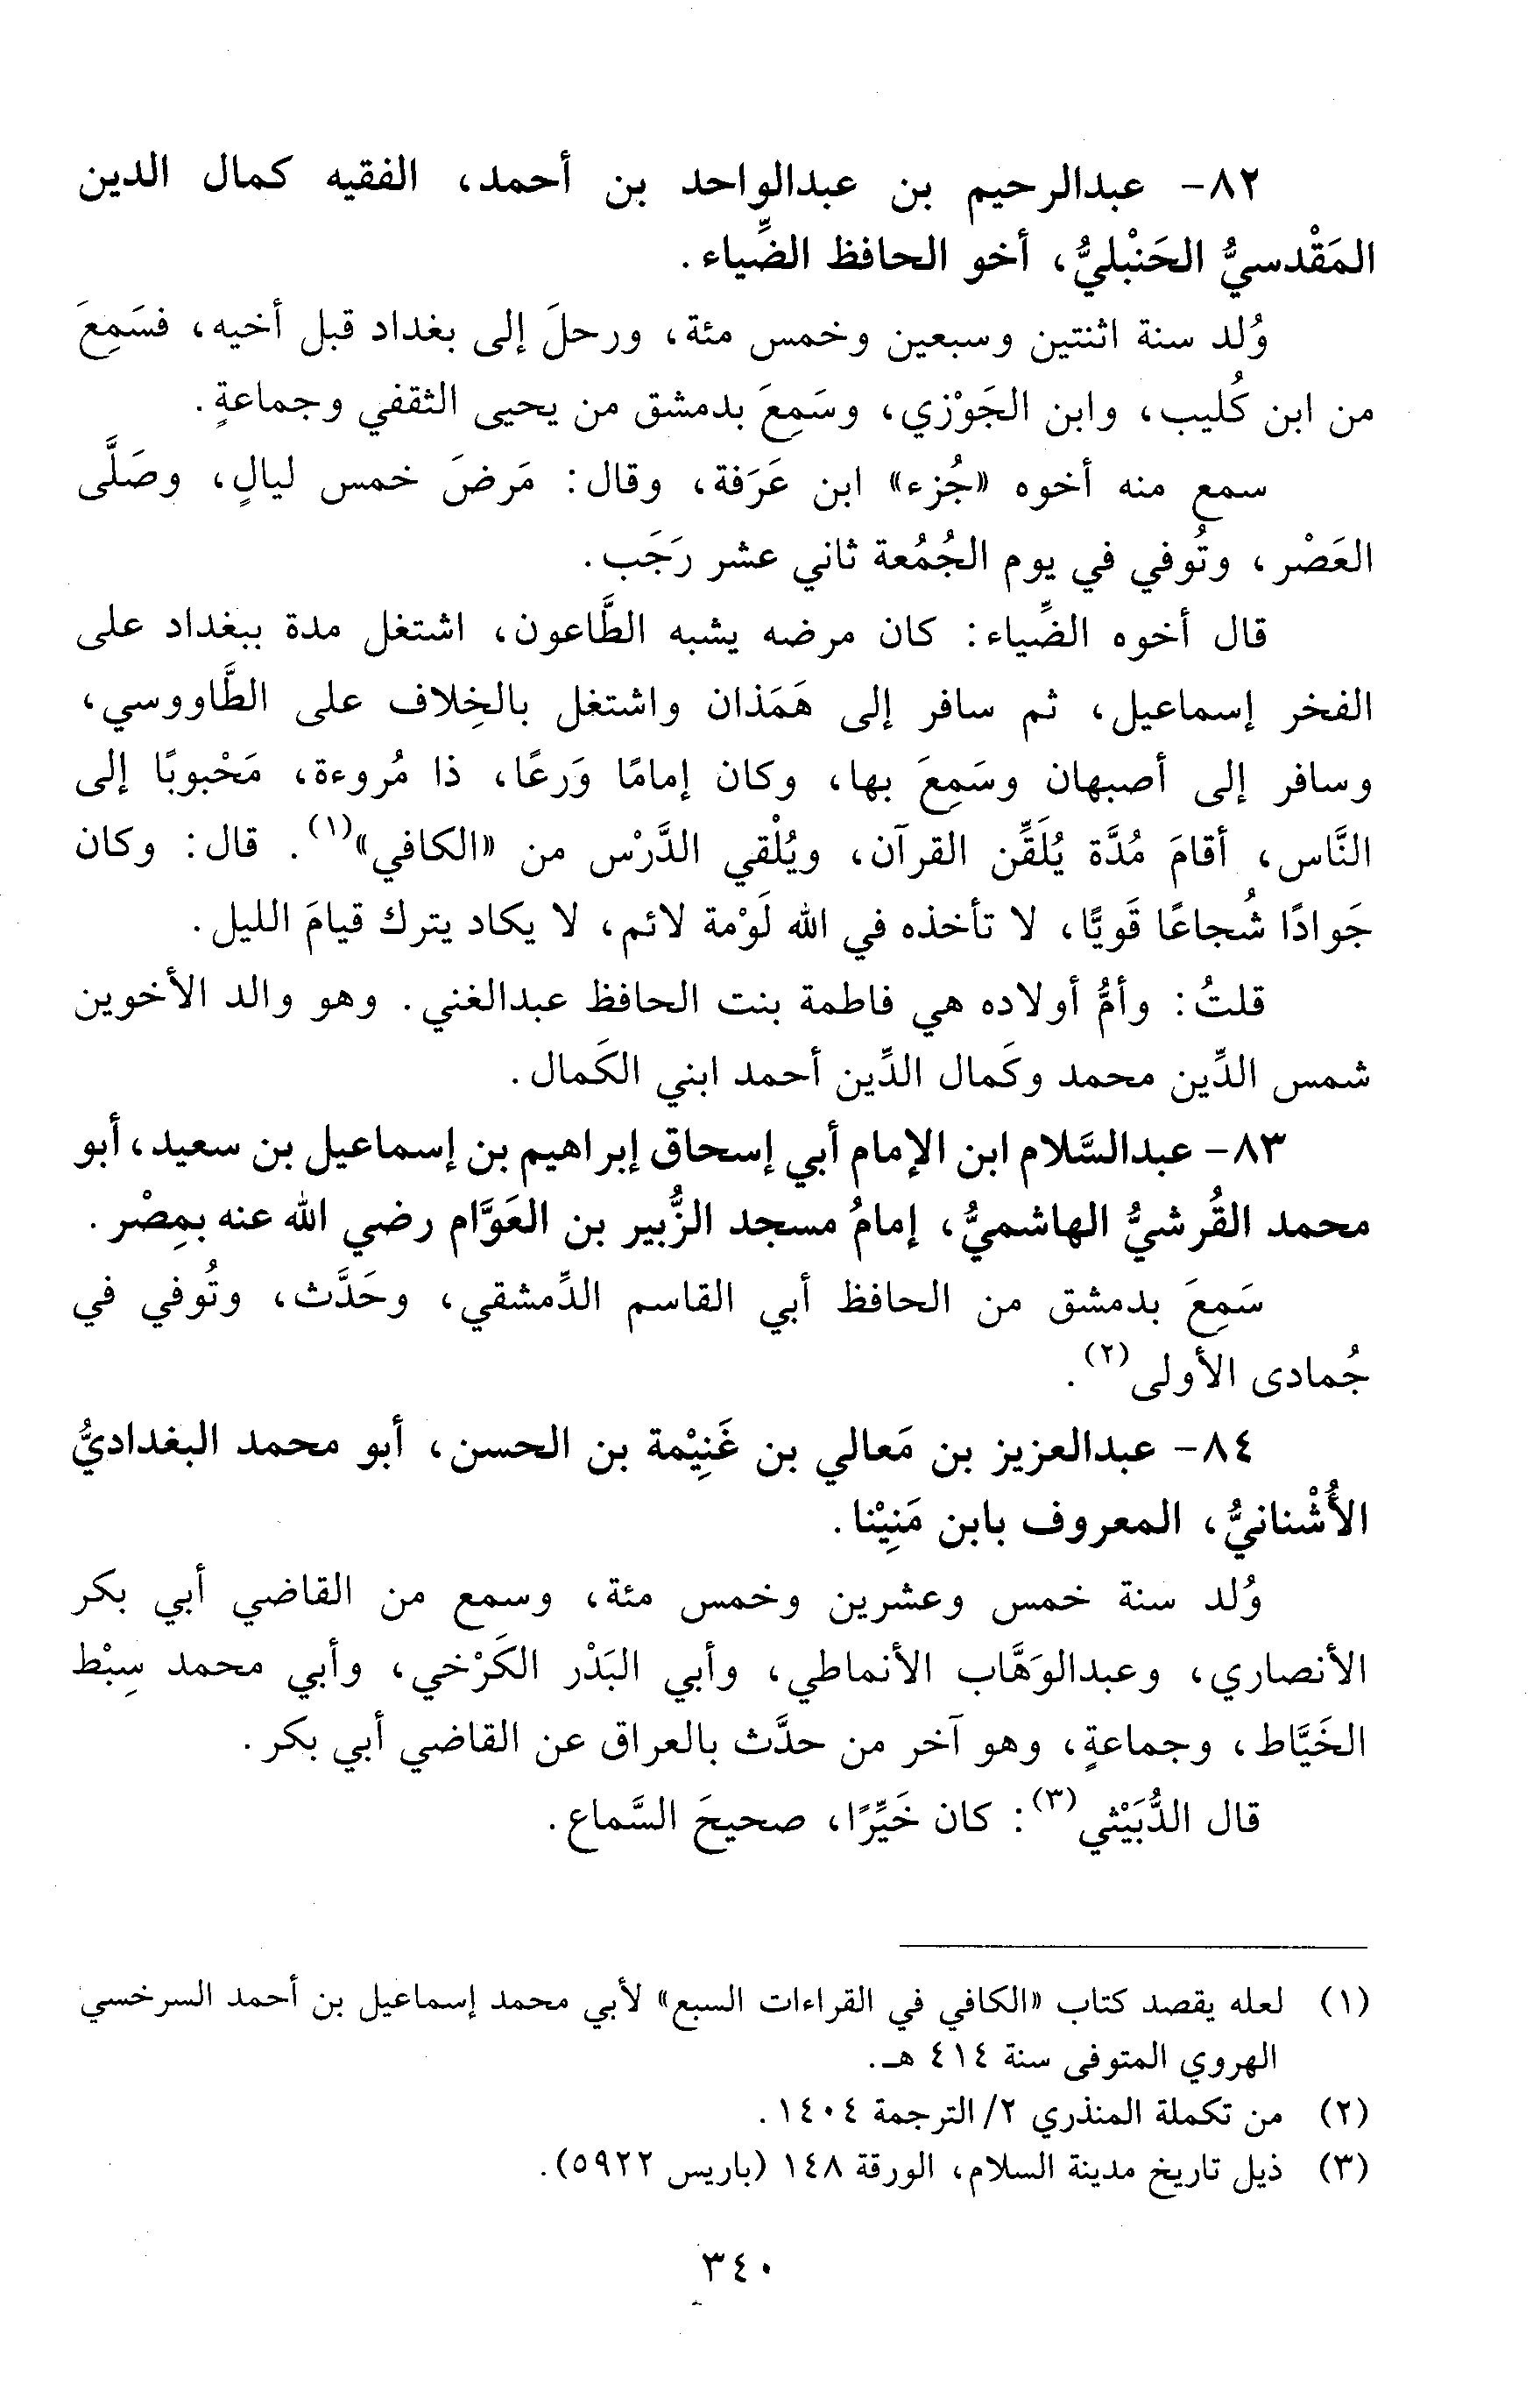 ٨٢- عبدالرحيم بن عبدالواحد بن أحمد، الفقيه كمال الدين
المَقْدسيُّ الحَنْبليُّ، أخو الحافظ الضِّياء.
وُلد سنة اثنتين وسبعين وخمس مئة، ورحلَ إلى بغداد قبل أخيه، فسَمِعَ
من ابن كُليب، وابن الجَوْزي، وسَمِعَ بدمشق من يحيى الثقفي وجماعةٍ.
سمع منه أخوه «جُزء» ابن عَرَفة، وقال: مَرضَ خمس ليالٍ، وصَلَّى
العَصْر، وتُوفي في يوم الجُمُعة ثاني عشر رَجَب.
قال أخوه الضِّياء: كان مرضه يشبه الطَّاعون، اشتغل مدة ببغداد على
الفخر إسماعيل، ثم سافر إلى هَمَذان واشتغل بالخِلاف على الطَّاووسي،
وسافر إلى أصبهان وسَمِعَ بها، وكان إمامًا وَرعًا، ذا مُروءة، مَحْبوبًا إلى
النَّاس، أقامَ مُدَّة يُلَقِّن القرآن، ويُلْقي الدَّرْس من «الكافي»(١). قال: وكان
جَوادًا شُجاعًا قَويًّا، لا تأخذه في الله لَوْمة لائم، لا يكاد يترك قيامَ الليل.
قلتُ: وأمُّ أولاده هي فاطمة بنت الحافظ عبدالغني. وهو والد الأخوين
شمس الدِّين محمد وكَمال الدِّين أحمد ابني الكَمال.
٨٣- عبدالسَّلام ابن الإمام أبي إسحاق إبراهيم بن إسماعيل بن سعيد، أبو
محمد القُرشيُّ الهاشميُّ، إمامُ مسجد الزُّبير بن العَوَّام رضي الله عنه بمِصْر.
سَمِعَ بدمشق من الحافظ أبي القاسم الدِّمشقي، وحَدَّث، وتُوفي في
جُمادى الأولى(٢).
٨٤- عبدالعزيز بن مَعالي بن غَنِيْمة بن الحسن، أبو محمد البغداديُّ
الأُشْنانيُّ، المعروف بابن مَنِيْنا.
وُلد سنة خمس وعشرين وخمس مئة، وسمع من القاضي أبي بكر
الأنصاري، وعبدالوَهَّاب الأنماطي، وأبي البَدْر الكَرْخي، وأبي محمد سِبْط
الخَيَّاط، وجماعةٍ، وهو آخر من حدَّث بالعراق عن القاضي أبي بكر.
قال الدُّبَيْثي(٣): كان خَيِّرًا، صحيحَ السَّماع.
(١) لعله يقصد كتاب «الكافي في القراءات السبع» لأبي محمد إسماعيل بن أحمد السرخسي
الهروي المتوفى سنة ٤١٤ هـ.
(٢) من تكملة المنذري ٢/ الترجمة ١٤٠٤.
(٣) ذيل تاريخ مدينة السلام، الورقة ١٤٨ (باريس ٥٩٢٢).
٣٤٠